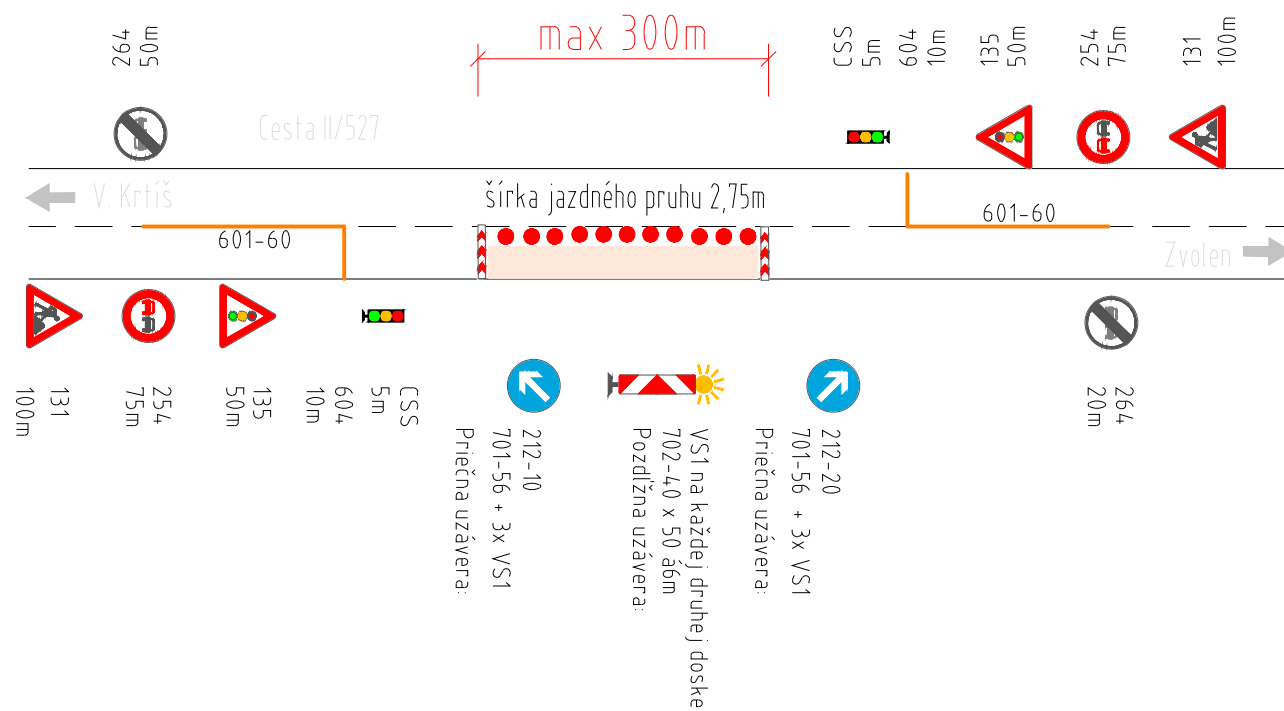 max 300m
264
50m
CSS
5m
604
10m
135
50m
254
75m
131
100m
Cesta II/527
V. Krtíš
šírka jazdného pruhu 2,75m
601-60
601-60
Zvolen
131
100m
254
75m
135
50m
604
10m
CSS
5m
264
20m
212-10
701-56 + 3x VS1
Priečna uzávera:
VS1 na každej druhej doske
702-40 x 50 á6m
Pozdĺžna uzávera:
212-20
701-56 + 3x VS1
Priečna uzávera: